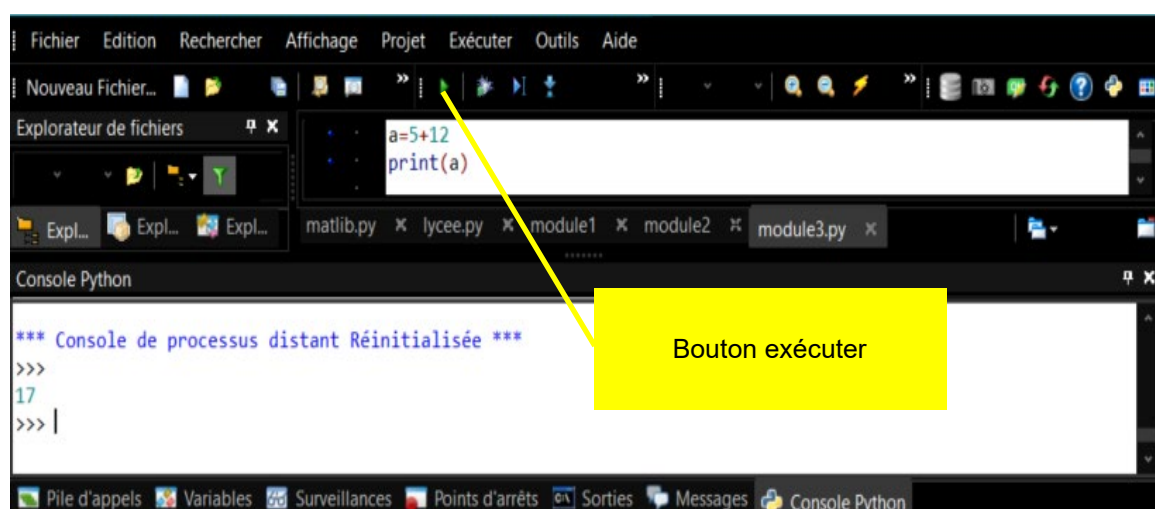 Fichier Edition Rechercher Affichage Projet Exécuter Outils Aide
Nouveau Fichier...
Explorateur de fichiers
a=5+12
print(a)
Expl... Expl... Expl...
matlib.py lycee.py module1 module2 module3.py
Console Python
*** Console de processus distant Réinitialisée ***
>>>
17
>>>
Bouton exécuter
Pile d'appels Variables Surveillances Points d'arrêts Sorties Messages Console Python